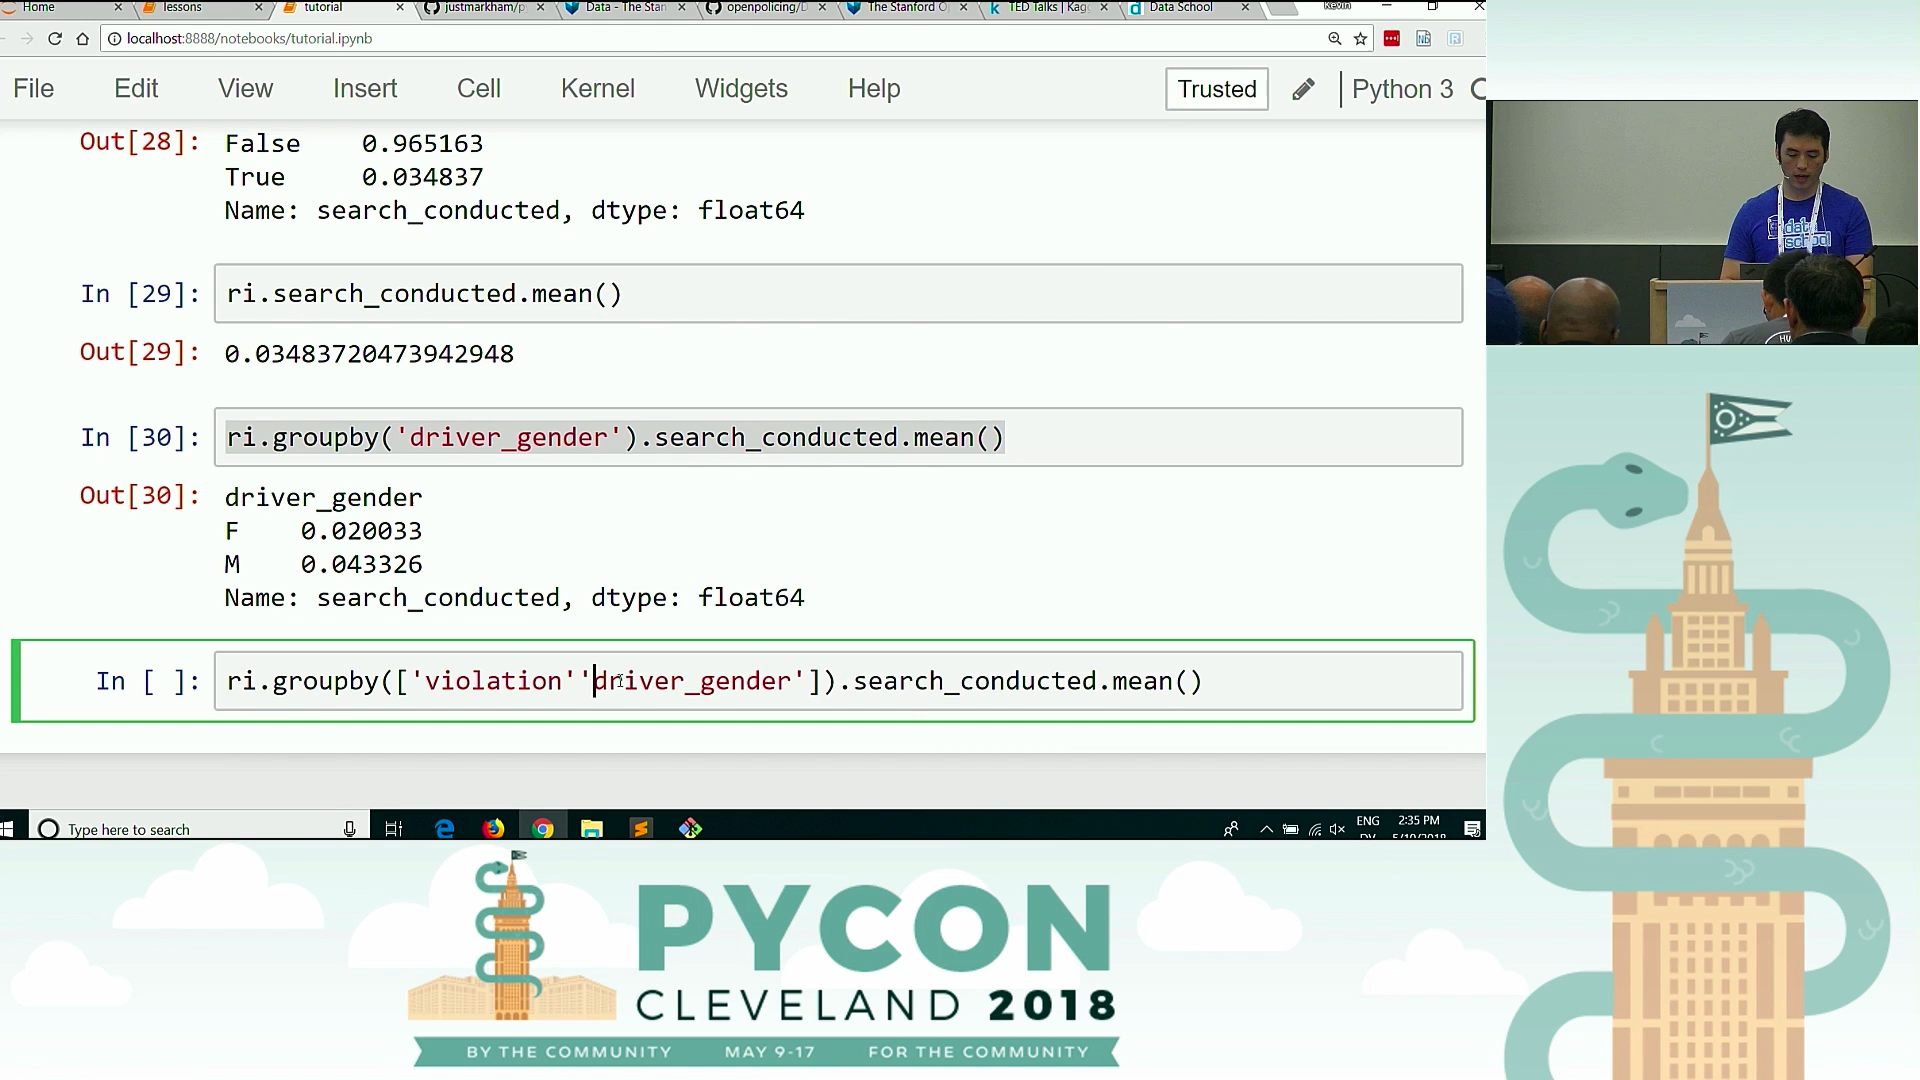 Home
lessons
tutorial
justmarkham/p
Data - The Stan
openpolicing/D
The Stanford O
TED Talks | Kag
Data School
Kevin
localhost:8888/notebooks/tutorial.ipynb
File Edit View Insert Cell Kernel Widgets Help Trusted Python 3
Out[28]: False 0.965163
True 0.034837
Name: search_conducted, dtype: float64
In [29]: ri.search_conducted.mean()
Out[29]: 0.03483720473942948
In [30]: ri.groupby('driver_gender').search_conducted.mean()
Out[30]: driver_gender
F 0.020033
M 0.043326
Name: search_conducted, dtype: float64
In [ ]: ri.groupby(['violation''driver_gender']).search_conducted.mean()
Type here to search
ENG
2:35 PM
data
school
PYCON
CLEVELAND 2018
BY THE COMMUNITY MAY 9-17 FOR THE COMMUNITY